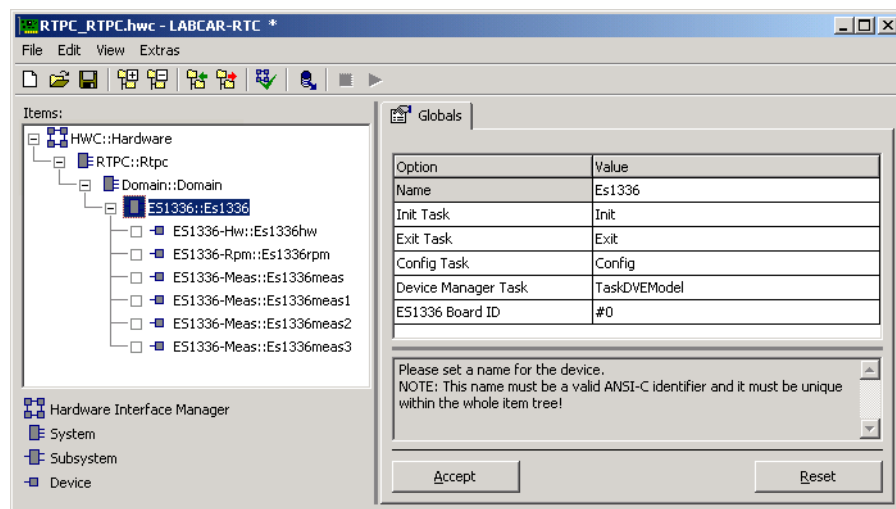 RTPC_RTPC.hwc - LABCAR-RTC *
File Edit View Extras
Items:
HWC::Hardware
RTPC::Rtpc
Domain::Domain
ES1336::Es1336
ES1336-Hw::Es1336hw
ES1336-Rpm::Es1336rpm
ES1336-Meas::Es1336meas
ES1336-Meas::Es1336meas1
ES1336-Meas::Es1336meas2
ES1336-Meas::Es1336meas3
Hardware Interface Manager
System
Subsystem
Device
Globals
Option Value
Name Es1336
Init Task Init
Exit Task Exit
Config Task Config
Device Manager Task TaskDVEModel
ES1336 Board ID #0
Please set a name for the device.
NOTE: This name must be a valid ANSI-C identifier and it must be unique
within the whole item tree!
Accept Reset